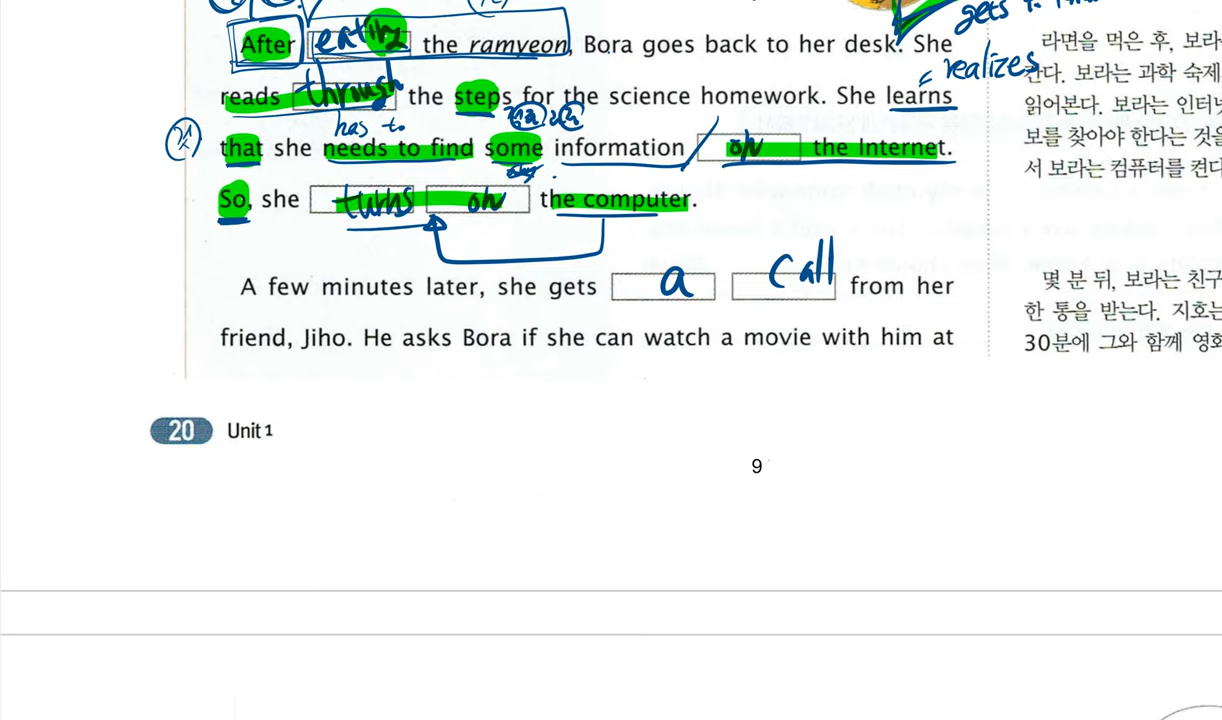 gets to
After eating the ramyeon, Bora goes back to her desk. She
= realizes
reads through the steps for the science homework. She learns
has to
that she needs to find some information on the Internet.
So, she turns on the computer.
A few minutes later, she gets a call from her
friend, Jiho. He asks Bora if she can watch a movie with him at
라면을 먹은 후, 보라
간다. 보라는 과학 숙제
읽어본다. 보라는 인터넷
보를 찾아야 한다는 것을
서 보라는 컴퓨터를 켠다
몇 분 뒤, 보라는 친구
한 통을 받는다. 지호는
30분에 그와 함께 영화
20 Unit 1
9